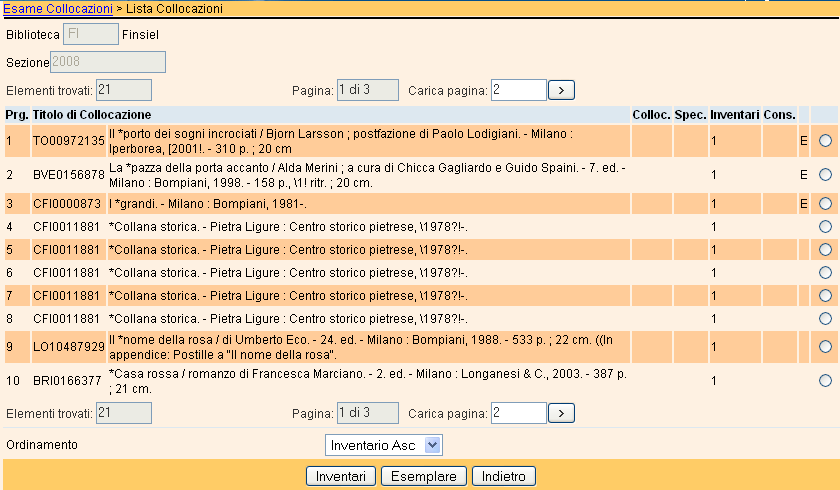 Esame Collocazioni > Lista Collocazioni
Biblioteca FI Finsiel
Sezione 2008
Elementi trovati: 21 Pagina: 1 di 3 Carica pagina: 2 >
Prg. Titolo di Collocazione Colloc. Spec. Inventari Cons.
1 TO00972135 Il *porto dei sogni incrociati / Bjorn Larsson ; postfazione di Paolo Lodigiani. - Milano :
Iperborea, [2001!. - 310 p. ; 20 cm 1 E
2 BVE0156878 La *pazza della porta accanto / Alda Merini ; a cura di Chicca Gagliardo e Guido Spaini. - 7. ed. -
Milano : Bompiani, 1998. - 158 p., \1! ritr. ; 20 cm. 1 E
3 CFI0000873 I *grandi. - Milano : Bompiani, 1981-. 1 E
4 CFI0011881 *Collana storica. - Pietra Ligure : Centro storico pietrese, \1978?!-. 1
5 CFI0011881 *Collana storica. - Pietra Ligure : Centro storico pietrese, \1978?!-. 1
6 CFI0011881 *Collana storica. - Pietra Ligure : Centro storico pietrese, \1978?!-. 1
7 CFI0011881 *Collana storica. - Pietra Ligure : Centro storico pietrese, \1978?!-. 1
8 CFI0011881 *Collana storica. - Pietra Ligure : Centro storico pietrese, \1978?!-. 1
9 LO10487929 Il *nome della rosa / di Umberto Eco. - 24. ed. - Milano : Bompiani, 1988. - 533 p. ; 22 cm. ((In
appendice: Postille a "Il nome della rosa". 1
10 BRI0166377 *Casa rossa / romanzo di Francesca Marciano. - 2. ed. - Milano : Longanesi & C., 2003. - 387 p.
; 21 cm. 1
Elementi trovati: 21 Pagina: 1 di 3 Carica pagina: 2 >
Ordinamento Inventario Asc
Inventari Esemplare Indietro